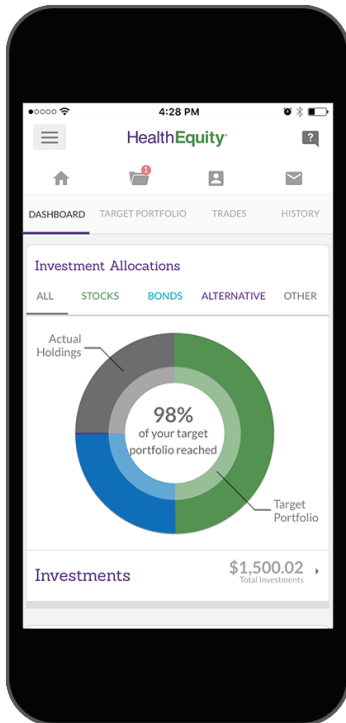 4:28 PM
HealthEquity
?
1
DASHBOARD TARGET PORTFOLIO TRADES HISTORY
Investment Allocations
ALL STOCKS BONDS ALTERNATIVE OTHER
Actual
Holdings
98%
of your target
portfolio reached
Target
Portfolio
Investments $1,500.02
Total Investments